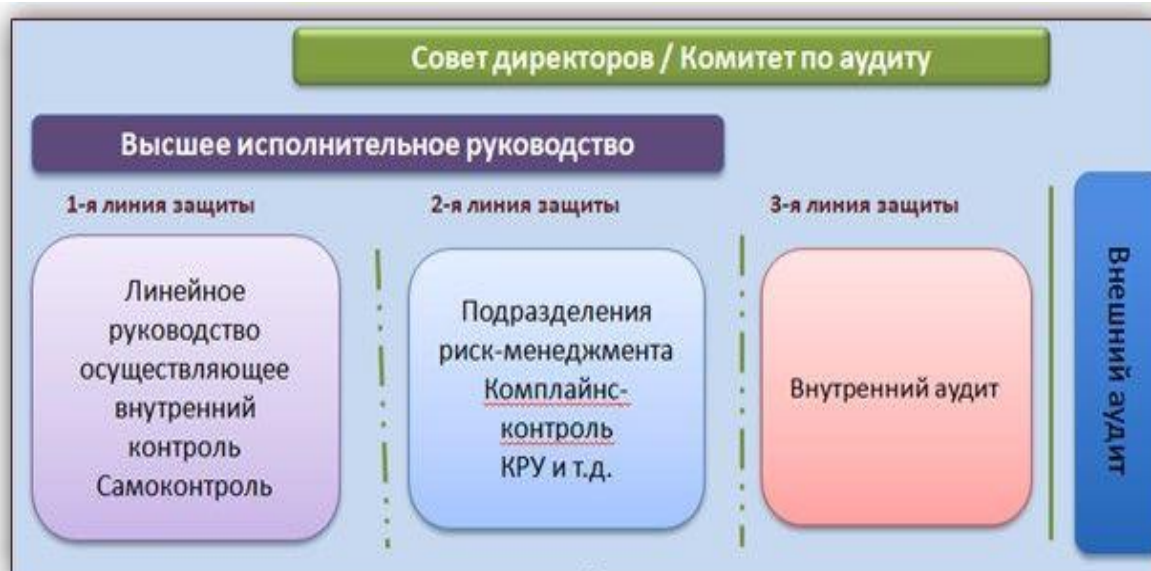 Совет директоров / Комитет по аудиту
Высшее исполнительное руководство
1-я линия защиты
2-я линия защиты
3-я линия защиты
Линейное
руководство
осуществляющее
внутренний
контроль
Самоконтроль
Подразделения
риск-менеджмента
Комплайнс-
контроль
КРУ и т.д.
Внутренний аудит
Внешний аудит